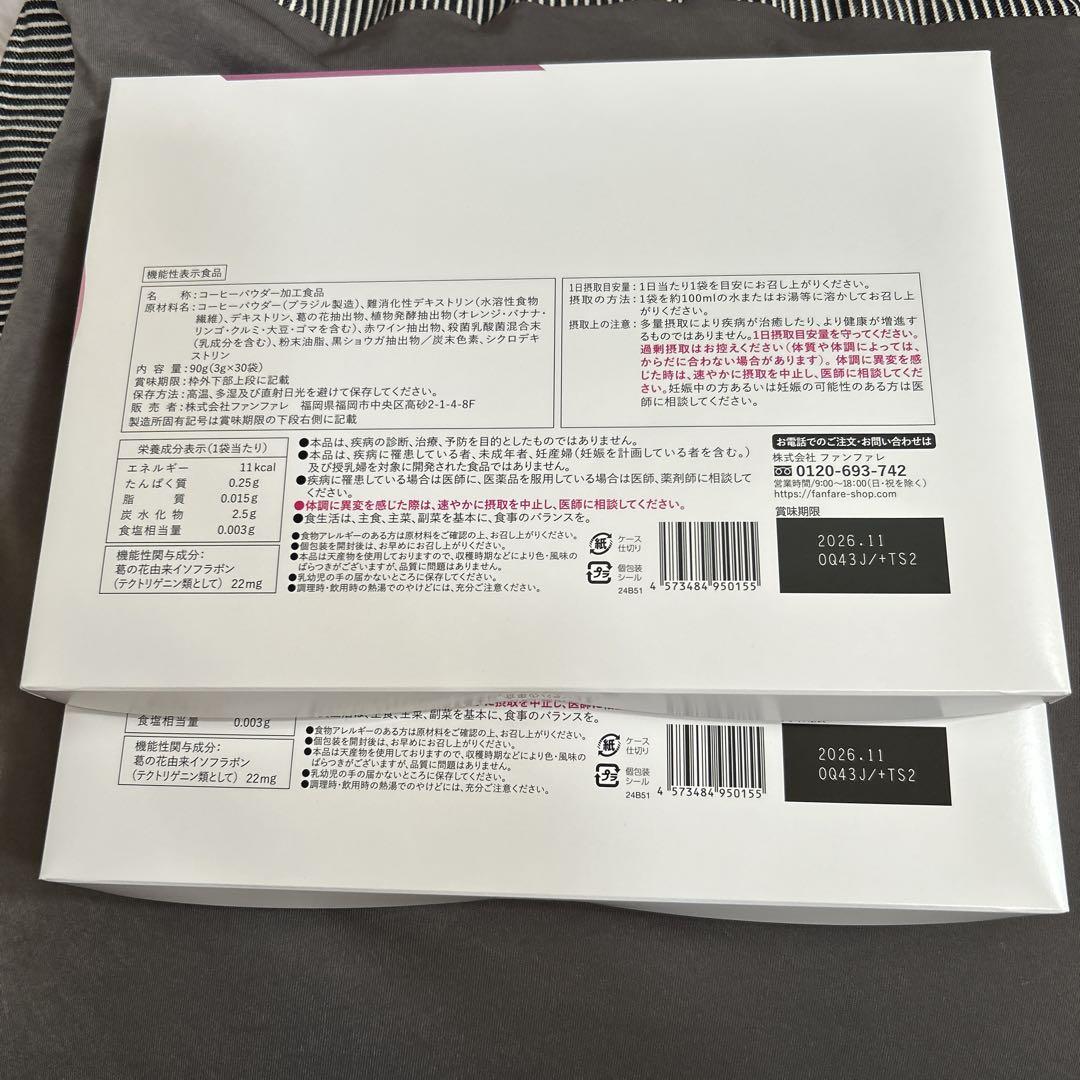 機能性表示食品
名　称:コーヒーパウダー加工食品
原材料名:コーヒーパウダー(ブラジル製造)、難消化性デキストリン(水溶性食物
繊維)、デキストリン、葛の花抽出物、植物発酵抽出物(オレンジ・バナナ・
リンゴ・クルミ・大豆・ゴマを含む)、赤ワイン抽出物、殺菌乳酸菌混合末
(乳成分を含む)、粉末油脂、黒ショウガ抽出物/炭末色素、シクロデキ
ストリン
内 容 量:90g(3g×30袋)
賞味期限:枠外下部上段に記載
保存方法:高温、多湿及び直射日光を避けて保存してください。
販 売 者:株式会社ファンファレ　福岡県福岡市中央区高砂2-1-4-8F
製造所固有記号は賞味期限の下段右側に記載
1日摂取目安量:1日当たり1袋を目安にお召し上がりください。
摂取の方法:1袋を約100mlの水またはお湯等に溶かしてお召し上
がりください。
摂取上の注意:多量摂取により疾病が治癒したり、より健康が増進す
るものではありません。1日摂取目安量を守ってください。
過剰摂取はお控えください(体質や体調によっては、
からだに合わない場合があります)。体調に異変を感
じた時は、速やかに摂取を中止し、医師に相談してくだ
さい。妊娠中の方あるいは妊娠の可能性のある方は医
師に相談してください。
栄養成分表示(1袋当たり)
エネルギー 11kcal
たんぱく質 0.25g
脂　質 0.015g
炭水化物 2.5g
食塩相当量 0.003g
機能性関与成分:
葛の花由来イソフラボン
(テクトリゲニン類として) 22mg
●本品は、疾病の診断、治療、予防を目的としたものではありません。
●本品は、疾病に罹患している者、未成年者、妊産婦(妊娠を計画している者を含む。)
及び授乳婦を対象に開発された食品ではありません。
●疾病に罹患している場合は医師に、医薬品を服用している場合は医師、薬剤師に相談して
ください。
●体調に異変を感じた際は、速やかに摂取を中止し、医師に相談してください。
●食生活は、主食、主菜、副菜を基本に、食事のバランスを。
●食物アレルギーのある方は原材料をご確認の上、お召し上がりください。
●個包装を開封後は、お早めにお召し上がりください。
●本品は天産物を使用しておりますので、収穫時期などにより色・風味の
ばらつきがございますが、品質に問題はありません。
●乳幼児の手の届かないところに保存してください。
●調理時・飲用時の熱湯でのやけどには、充分ご注意ください。
紙 ケース
仕切り
プラ 個包装
シール
24B51
4 573484 950155
お電話でのご注文・お問い合わせは
株式会社 ファンファレ
0120-693-742
営業時間/9:00〜18:00(日・祝を除く)
https://fanfare-shop.com
賞味期限
2026.11
0Q43J/+TS2
に摂取を中止し、医師に相
主食、主菜、副菜を基本に、食事のバランスを。
食塩相当量 0.003g
機能性関与成分:
葛の花由来イソフラボン
(テクトリゲニン類として) 22mg
●食物アレルギーのある方は原材料をご確認の上、お召し上がりください。
●個包装を開封後は、お早めにお召し上がりください。
●本品は天産物を使用しておりますので、収穫時期などにより色・風味の
ばらつきがございますが、品質に問題はありません。
●乳幼児の手の届かないところに保存してください。
●調理時・飲用時の熱湯でのやけどには、充分ご注意ください。
紙 ケース
仕切り
プラ 個包装
シール
24B51
4 573484 950155
2026.11
0Q43J/+TS2